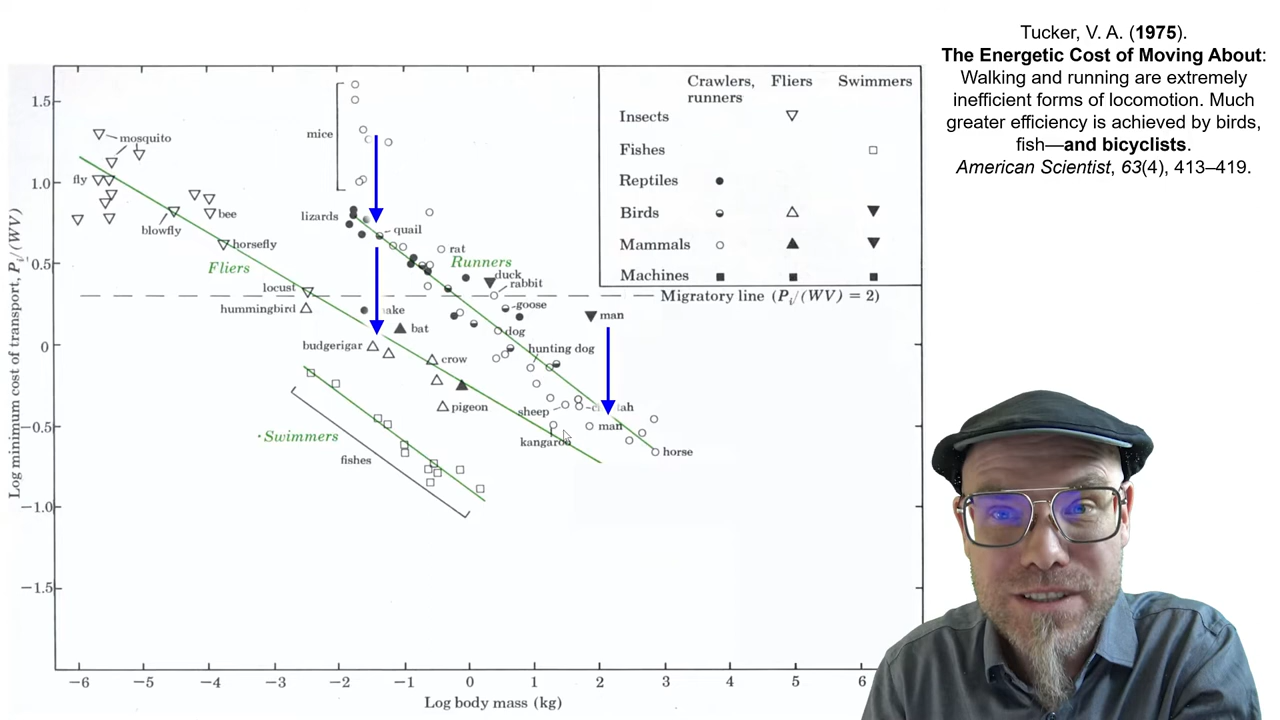 Tucker, V. A. (1975).
The Energetic Cost of Moving About:
Walking and running are extremely
inefficient forms of locomotion. Much
greater efficiency is achieved by birds,
fish—and bicyclists.
American Scientist, 63(4), 413–419.
Crawlers, runners
Fliers
Swimmers
Insects
Fishes
Reptiles
Birds
Mammals
Machines
Log minimum cost of transport, Pi/(WV)
1.5
1.0
0.5
0
−0.5
−1.0
−1.5
mice
mosquito
fly
lizards
bee
quail
blowfly
horsefly
rat
Fliers
Runners
duck
locust
rabbit
Migratory line (Pi/(WV) = 2)
hummingbird
goose
man
bat
dog
budgerigar
hunting dog
crow
pigeon
sheep
man
Swimmers
kangaroo
horse
fishes
−6
−5
−4
−3
−2
−1
0
1
2
3
4
5
6
Log body mass (kg)